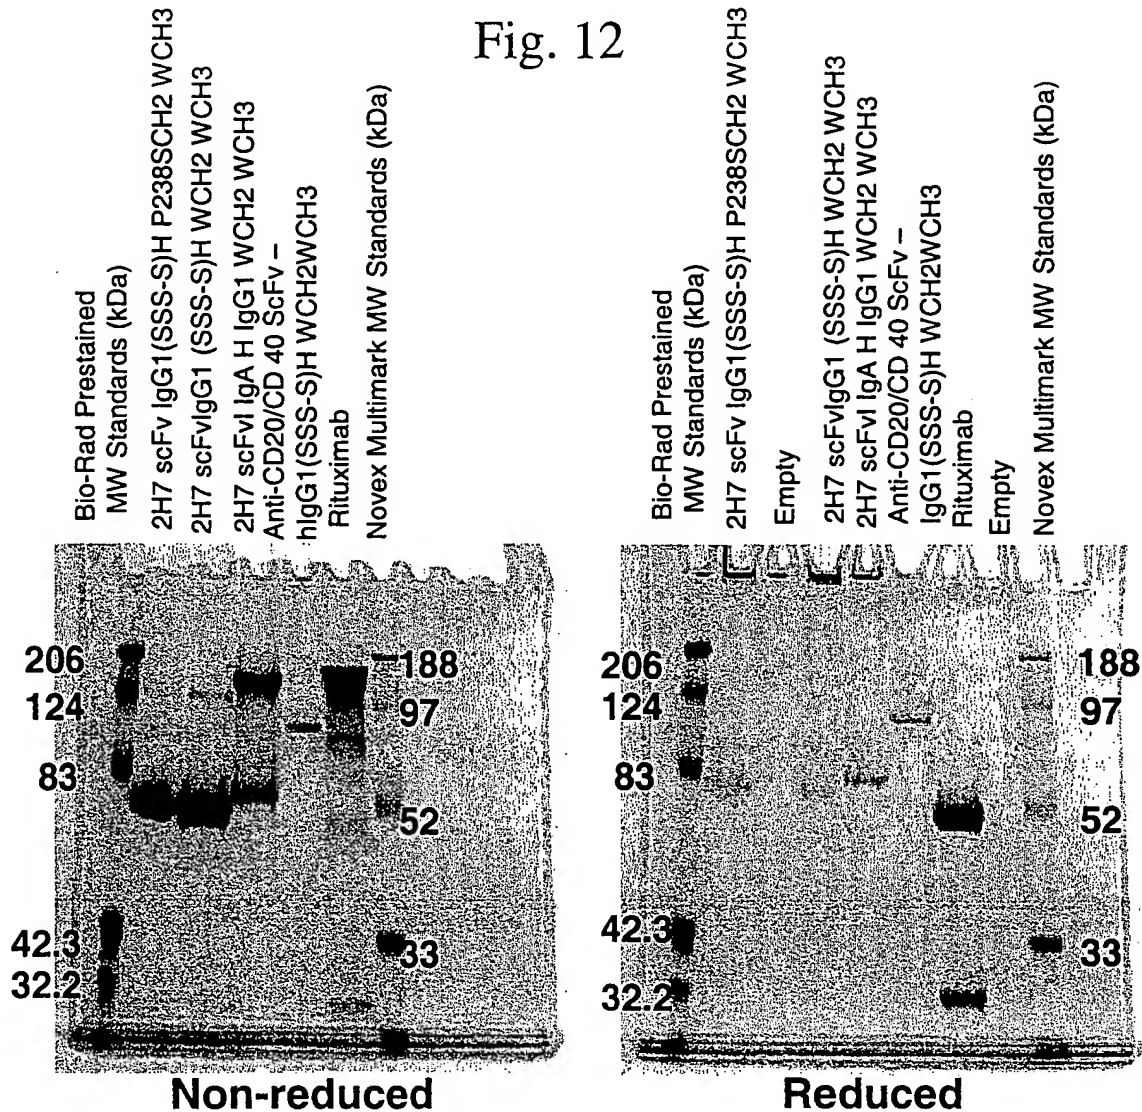 Fig. 12
Bio-Rad Prestained
MW Standards (kDa)
2H7 scFv IgG1(SSS-S)H P238SCH2 WCH3
2H7 scFvIgG1 (SSS-S)H WCH2 WCH3
2H7 scFvI IgA H IgG1 WCH2 WCH3
Anti-CD20/CD 40 ScFv –
hIgG1(SSS-S)H WCH2WCH3
Rituximab
Novex Multimark MW Standards (kDa)
206
124
83
42.3
32.2
188
97
52
33
Non-reduced
Bio-Rad Prestained
MW Standards (kDa)
2H7 scFv IgG1(SSS-S)H P238SCH2 WCH3
Empty
2H7 scFvIgG1 (SSS-S)H WCH2 WCH3
2H7 scFvI IgA H IgG1 WCH2 WCH3
Anti-CD20/CD 40 ScFv –
IgG1(SSS-S)H WCH2WCH3
Rituximab
Empty
Novex Multimark MW Standards (kDa)
206
124
83
42.3
32.2
188
97
52
33
Reduced